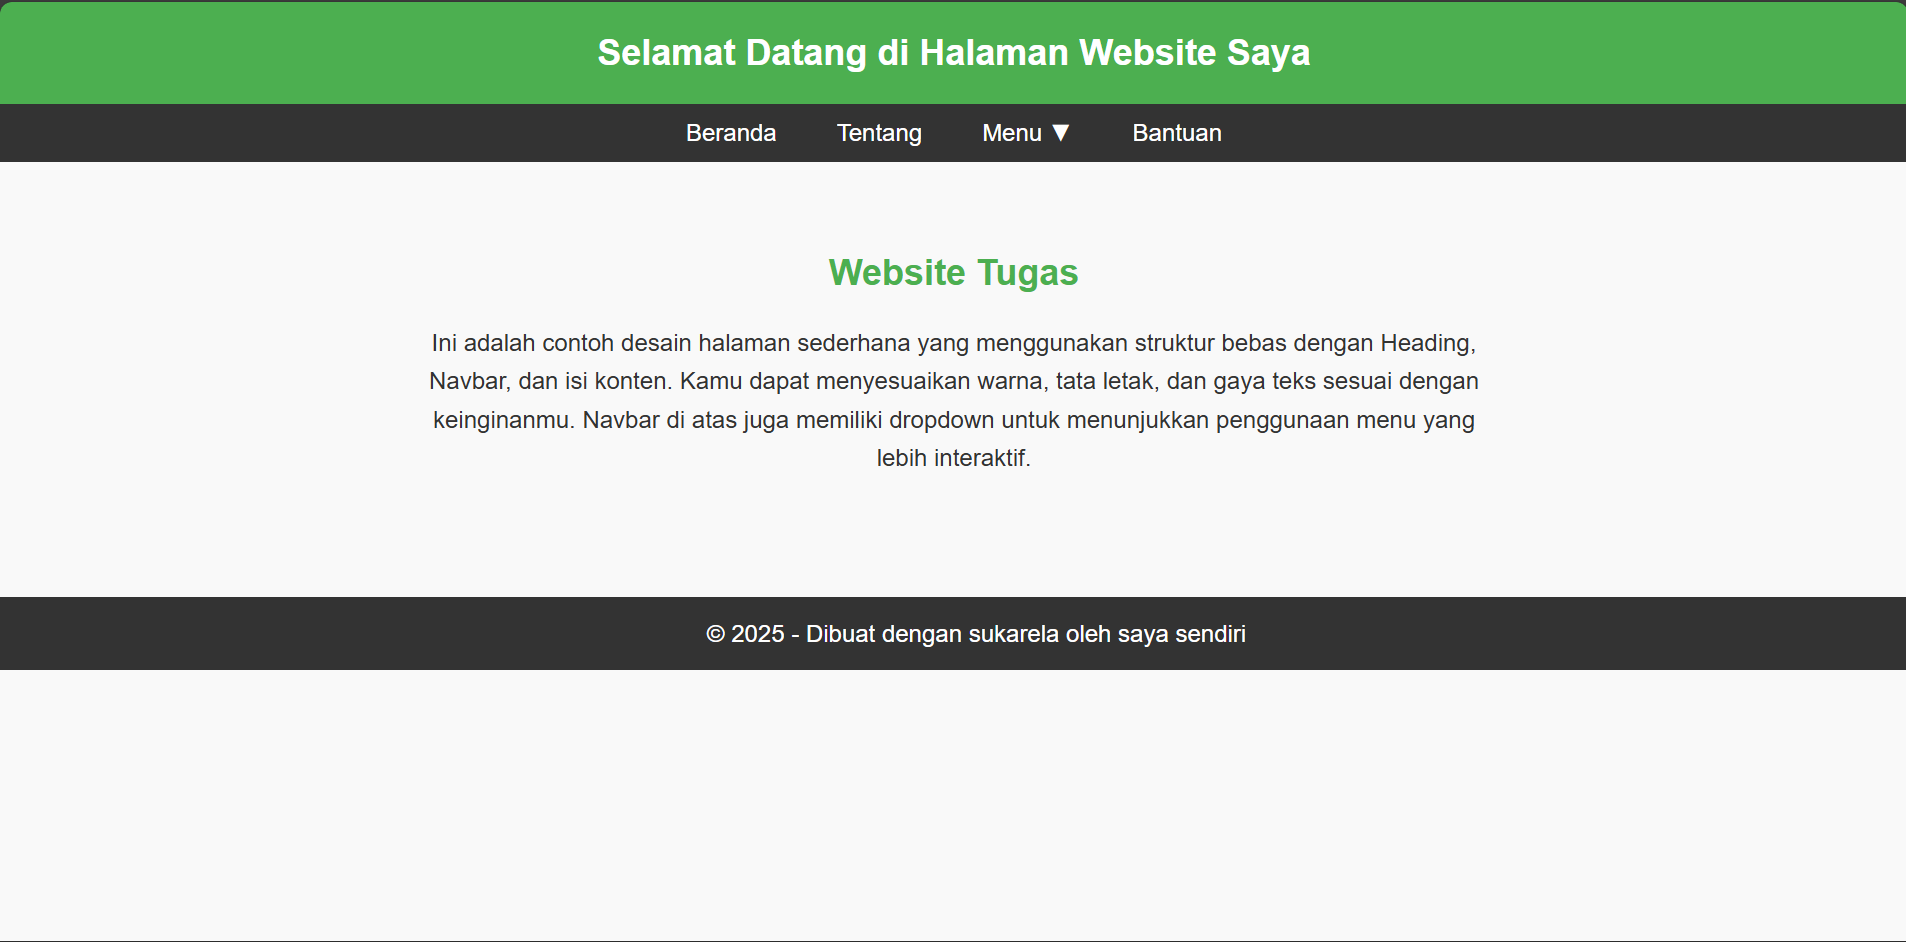 Selamat Datang di Halaman Website Saya
Beranda Tentang Menu ▼ Bantuan
Website Tugas
Ini adalah contoh desain halaman sederhana yang menggunakan struktur bebas dengan Heading,
Navbar, dan isi konten. Kamu dapat menyesuaikan warna, tata letak, dan gaya teks sesuai dengan
keinginanmu. Navbar di atas juga memiliki dropdown untuk menunjukkan penggunaan menu yang
lebih interaktif.
© 2025 - Dibuat dengan sukarela oleh saya sendiri